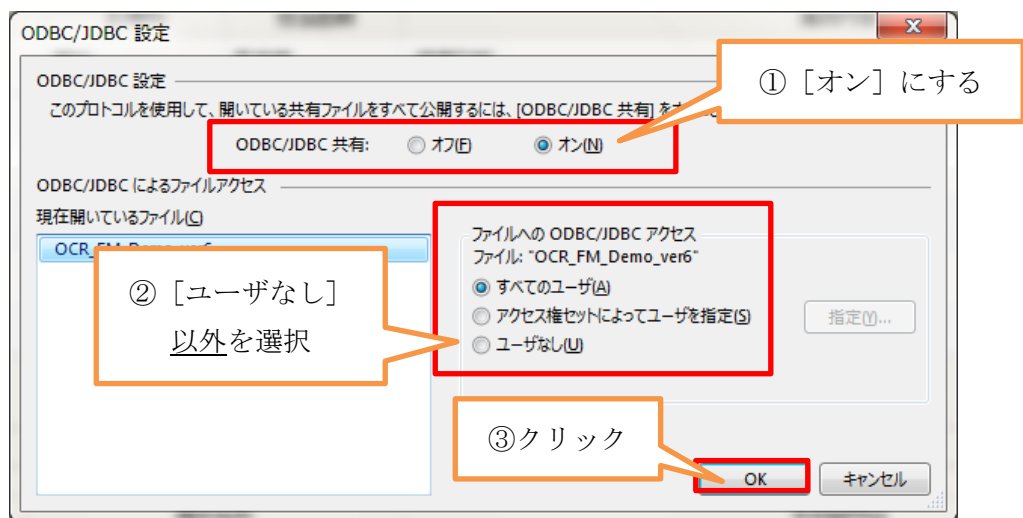 ODBC/JDBC 設定
ODBC/JDBC 設定
このプロトコルを使用して、開いている共有ファイルをすべて公開するには、[ODBC/JDBC 共有] を
①［オン］にする
ODBC/JDBC 共有: オフ(F) オン(N)
ODBC/JDBC によるファイルアクセス
現在開いているファイル(C)
OCR_FM_Demo_ver6
ファイルへの ODBC/JDBC アクセス
ファイル: "OCR_FM_Demo_ver6"
すべてのユーザ(A)
アクセス権セットによってユーザを指定(S)
指定(Y)...
ユーザなし(U)
②［ユーザなし］
以外を選択
③クリック
OK
キャンセル